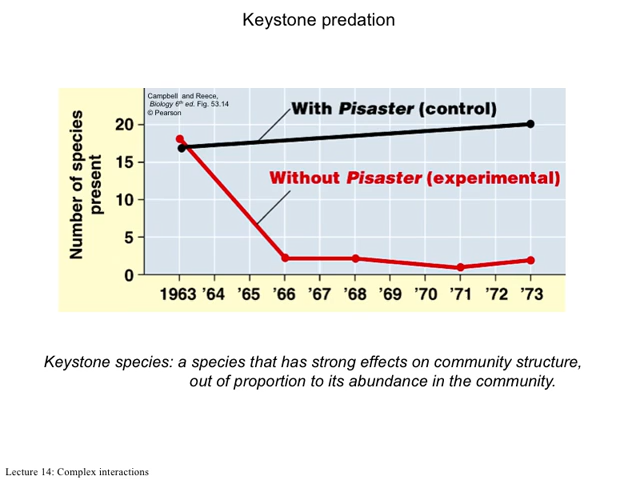 Keystone predation
Campbell and Reece,
Biology 6th ed. Fig. 53.14
© Pearson
With Pisaster (control)
Without Pisaster (experimental)
Number of species
present
20
15
10
5
0
1963 ’64 ’65 ’66 ’67 ’68 ’69 ’70 ’71 ’72 ’73
Keystone species: a species that has strong effects on community structure,
out of proportion to its abundance in the community.
Lecture 14: Complex interactions